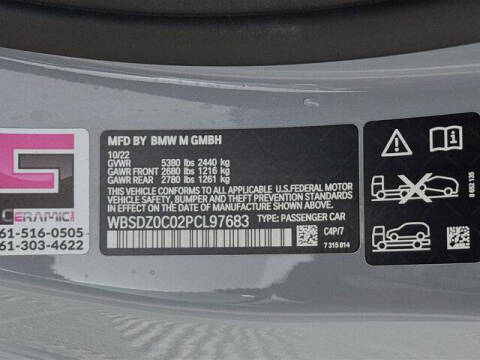 MFD BY BMW M GMBH
10/22
GVWR 5380 lbs 2440 kg
GAWR FRONT 2680 lbs 1216 kg
GAWR REAR 2780 lbs 1261 kg
THIS VEHICLE CONFORMS TO ALL APPLICABLE U.S.FEDERAL MOTOR
VEHICLE SAFETY, BUMPER, AND THEFT PREVENTION STANDARDS
IN EFFECT ON THE DATE OF MANUFACTURE SHOWN ABOVE.
WBSDZ0C02PCL97683 TYPE: PASSENGER CAR
C4P/7
7 315 814
8 652 135
CERAMIC
61-516-0505
61-303-4622